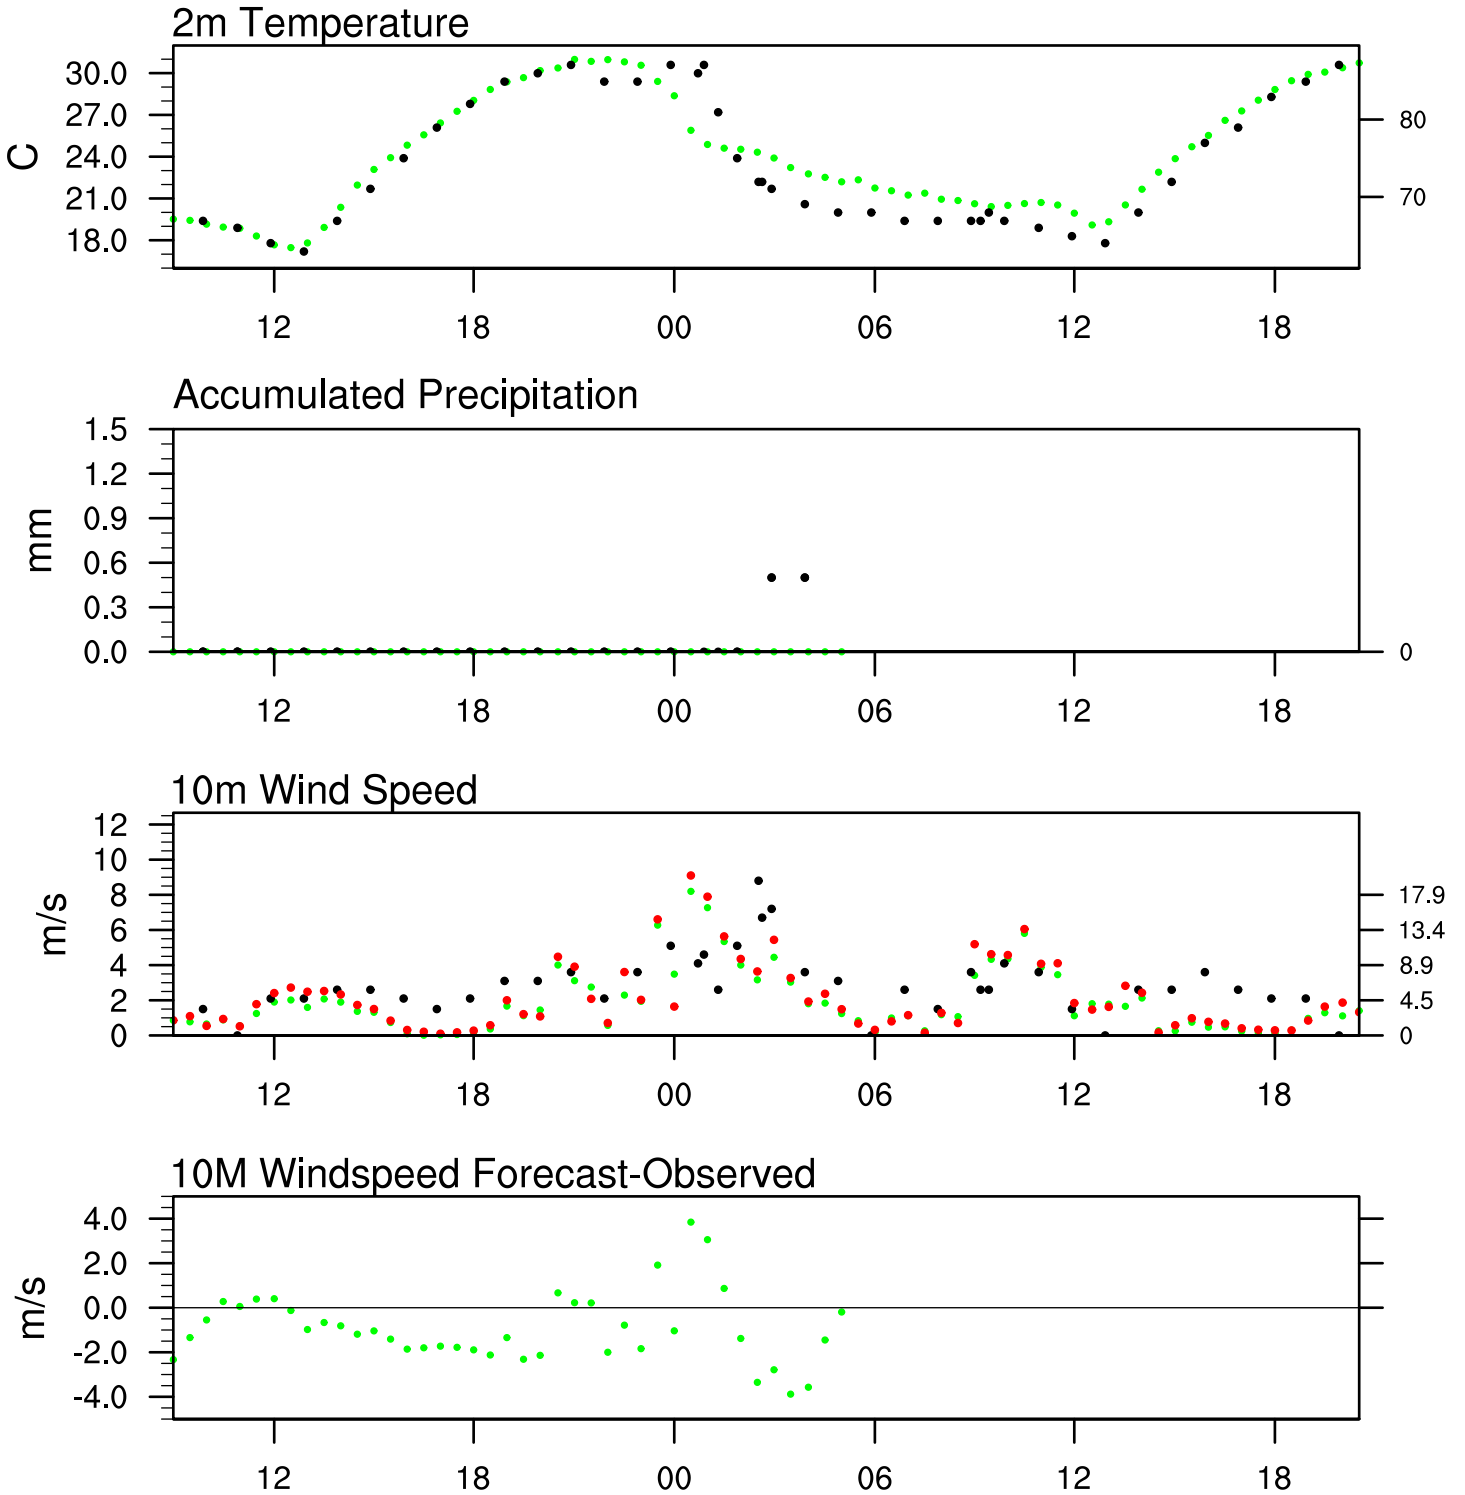 2m Temperature
30.0
27.0
24.0
21.0
18.0
C
80
70
12 18 00 06 12 18
Accumulated Precipitation
1.5
1.2
0.9
0.6
0.3
0.0
mm
0
12 18 00 06 12 18
10m Wind Speed
12
10
8
6
4
2
0
m/s
17.9
13.4
8.9
4.5
0
12 18 00 06 12 18
10M Windspeed Forecast-Observed
4.0
2.0
0.0
-2.0
-4.0
m/s
12 18 00 06 12 18